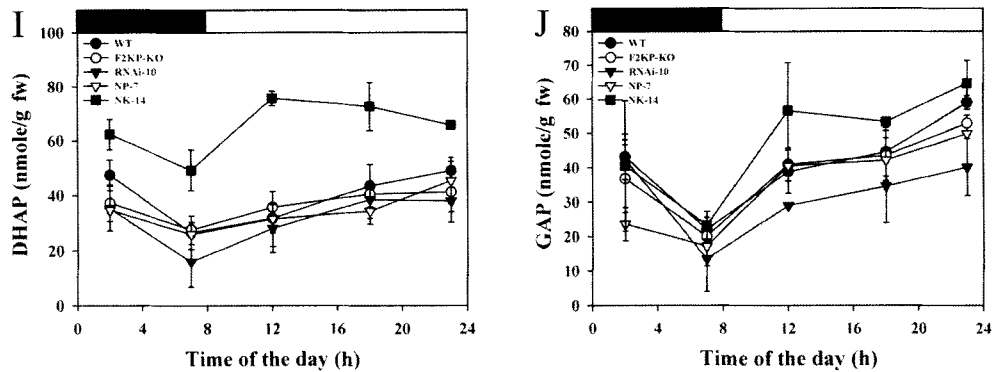 I
100
80
60
40
20
0
DHAP (nmole/g fw)
WT
F2KP-KO
RNAi-10
NP-7
NK-14
0 4 8 12 16 20 24
Time of the day (h)
J
80
70
60
50
40
30
20
10
0
GAP (nmole/g fw)
WT
F2KP-KO
RNAi-10
NP-7
NK-14
0 4 8 12 16 20 24
Time of the day (h)